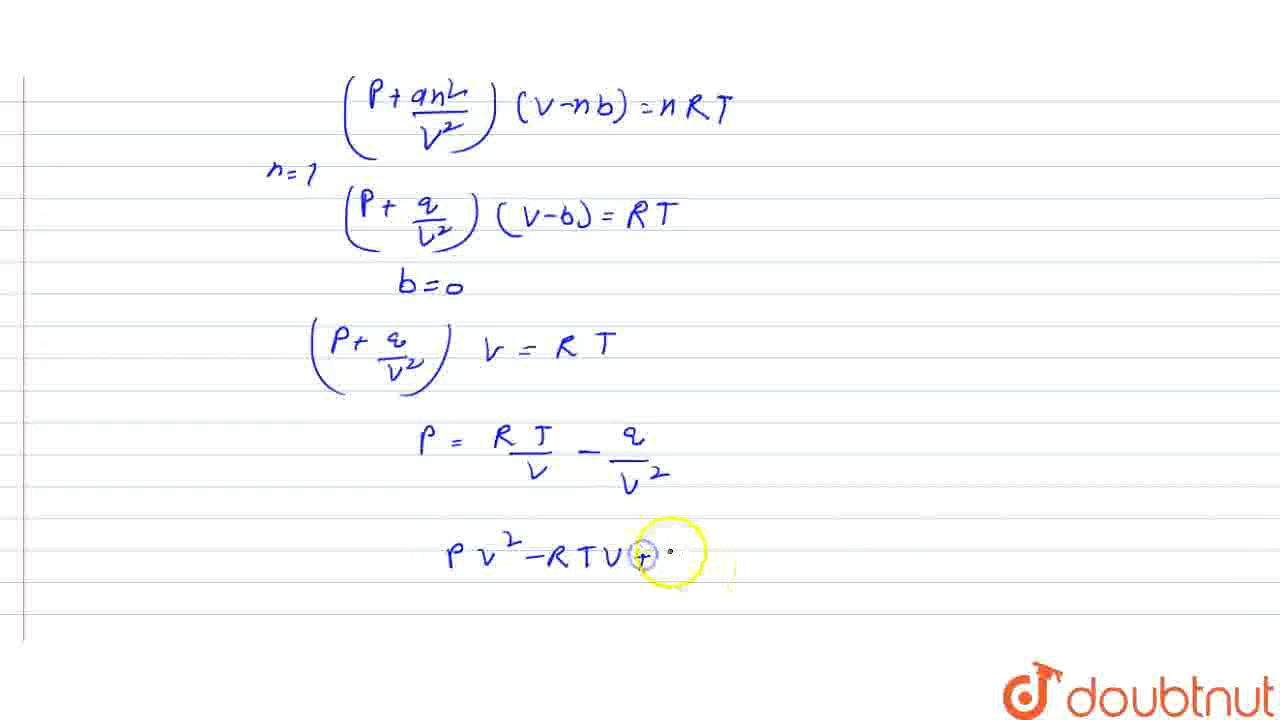 (P + an²/V²) (V-nb) = nRT
n=1
(P + a/V²) (V-b) = RT
b=0
(P + a/V²) V = RT
P = RT/V - a/V²
PV² - RTV +
doubtnut